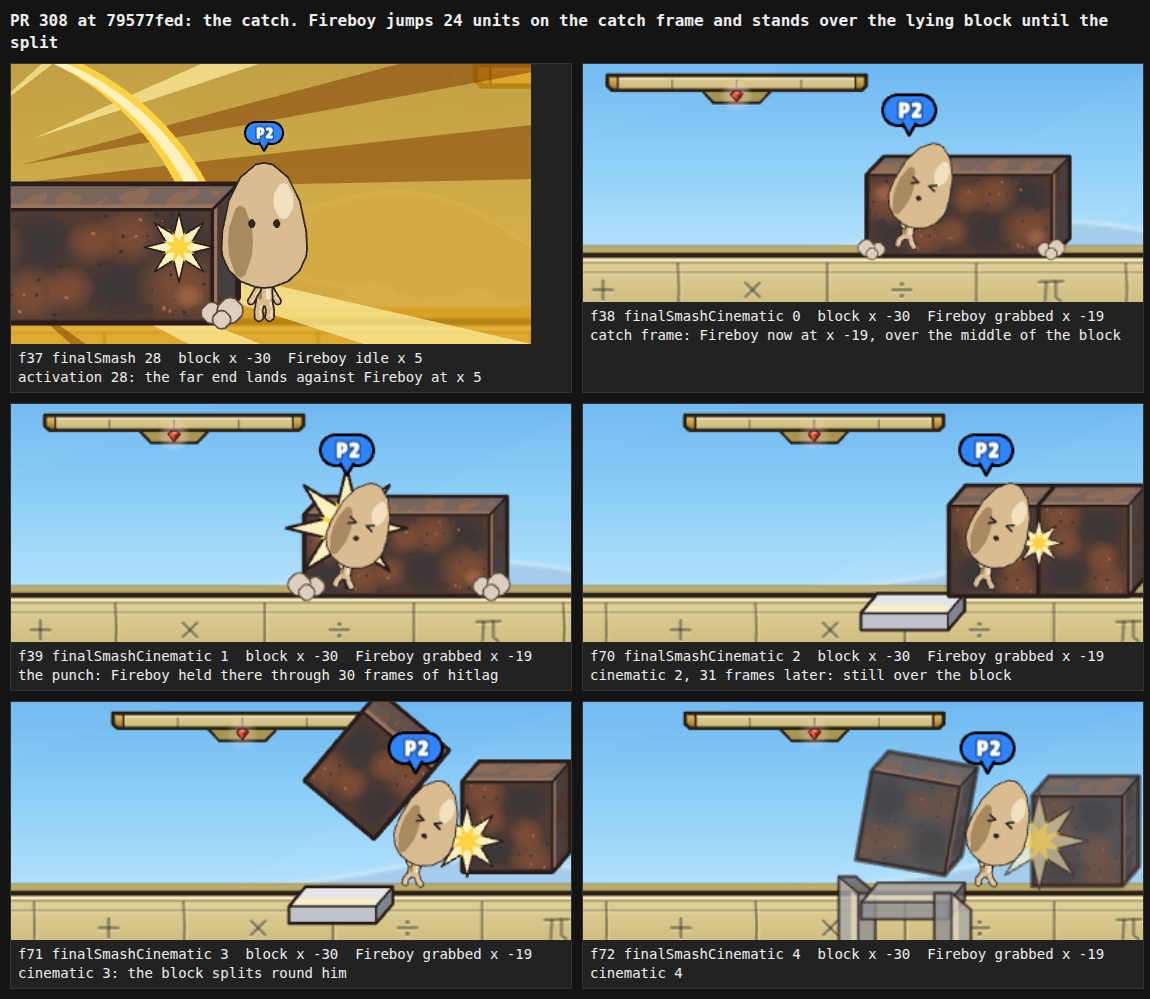 PR 308 at 79577fed: the catch. Fireboy jumps 24 units on the catch frame and stands over the lying block until the
split
P2
f37 finalSmash 28  block x -30  Fireboy idle x 5
activation 28: the far end lands against Fireboy at x 5
P2
+ × ÷ π
f38 finalSmashCinematic 0  block x -30  Fireboy grabbed x -19
catch frame: Fireboy now at x -19, over the middle of the block
P2
+ × ÷ π
f39 finalSmashCinematic 1  block x -30  Fireboy grabbed x -19
the punch: Fireboy held there through 30 frames of hitlag
P2
+ × ÷ π
f70 finalSmashCinematic 2  block x -30  Fireboy grabbed x -19
cinematic 2, 31 frames later: still over the block
P2
+ × ÷ π
f71 finalSmashCinematic 3  block x -30  Fireboy grabbed x -19
cinematic 3: the block splits round him
P2
+ × ÷ π
f72 finalSmashCinematic 4  block x -30  Fireboy grabbed x -19
cinematic 4